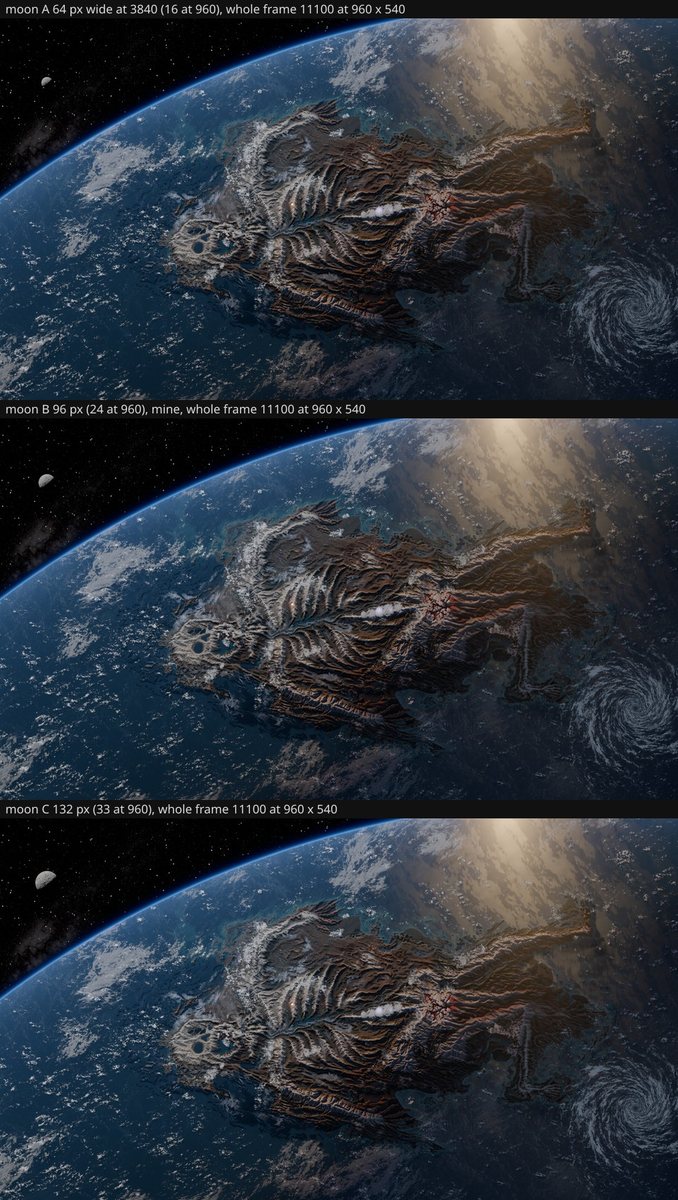 moon A 64 px wide at 3840 (16 at 960), whole frame 11100 at 960 x 540
moon B 96 px (24 at 960), mine, whole frame 11100 at 960 x 540
moon C 132 px (33 at 960), whole frame 11100 at 960 x 540